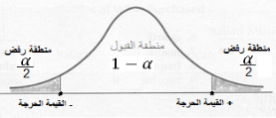 منطقة رفض
منطقة القبول
منطقة رفض
α/2
1 − α
α/2
+ القيمة الحرجة
- القيمة الحرجة